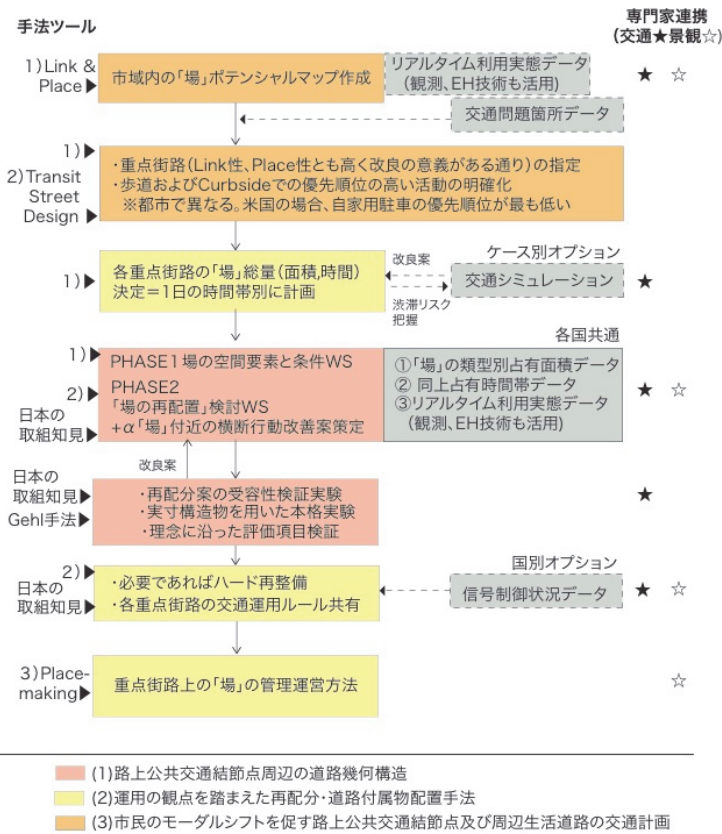 手法ツール
専門家連携
(交通★景観☆)
1)Link &
Place▶
市域内の「場」ポテンシャルマップ作成
リアルタイム利用実態データ
(観測、EH技術も活用)
★ ☆
交通問題箇所データ
1)▶
2)Transit
Street
Design▶
・重点街路(Link性、Place性とも高く改良の意義がある通り)の指定
・歩道およびCurbsideでの優先順位の高い活動の明確化
※都市で異なる。米国の場合、自家用駐車の優先順位が最も低い
1)▶
各重点街路の「場」総量(面積,時間)
決定=1日の時間帯別に計画
改良案
渋滞リスク
把握
ケース別オプション
交通シミュレーション
★
各国共通
1)▶
2)▶
日本の
取組知見▶
PHASE1場の空間要素と条件WS
PHASE2
「場の再配置」検討WS
+α「場」付近の横断行動改善案策定
①「場」の類型別占有面積データ
② 同上占有時間帯データ
③リアルタイム利用実態データ
(観測、EH技術も活用)
★ ☆
改良案
日本の
取組知見▶
Gehl手法▶
・再配分案の受容性検証実験
・実寸構造物を用いた本格実験
・理念に沿った評価項目検証
★
国別オプション
2)▶
日本の
取組知見▶
・必要であればハード再整備
・各重点街路の交通運用ルール共有
信号制御状況データ
★ ☆
3)Place-
making▶
重点街路上の「場」の管理運営方法
☆
(1)路上公共交通結節点周辺の道路幾何構造
(2)運用の観点を踏まえた再配分・道路付属物配置手法
(3)市民のモーダルシフトを促す路上公共交通結節点及び周辺生活道路の交通計画